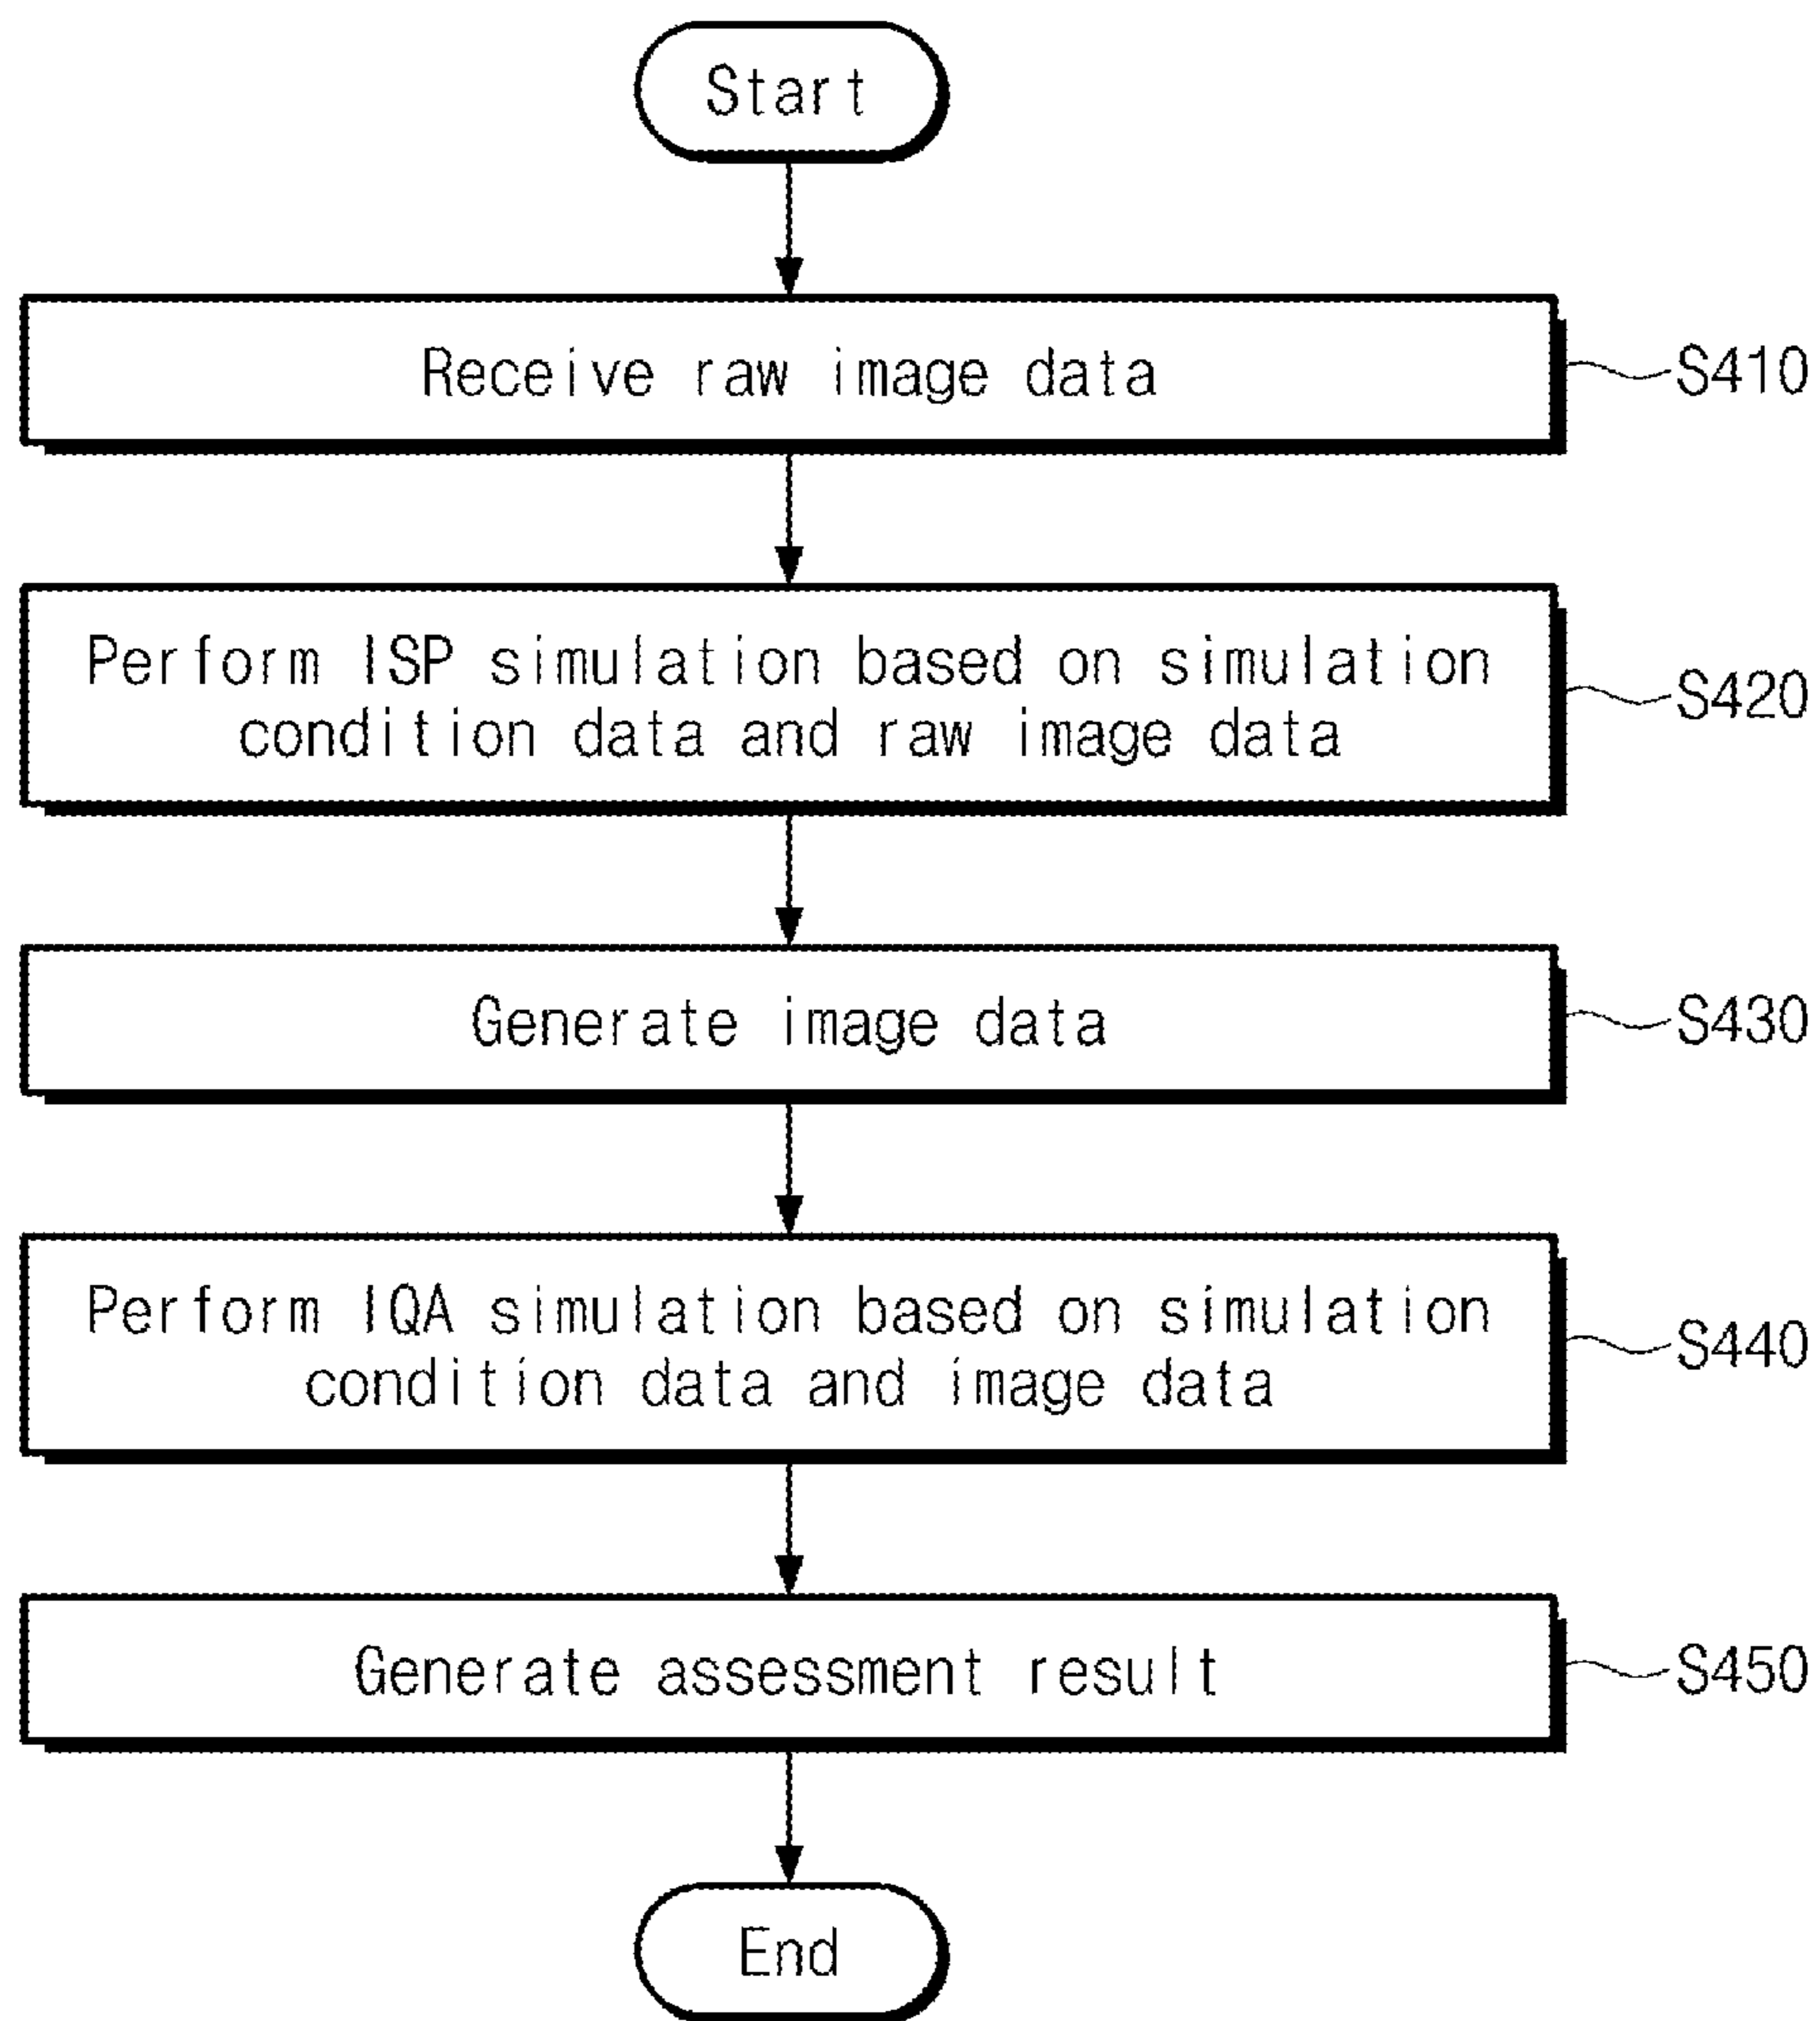 Start
Receive raw image data
S410
Perform ISP simulation based on simulation
condition data and raw image data
S420
Generate image data
S430
Perform IQA simulation based on simulation
condition data and image data
S440
Generate assessment result
S450
End